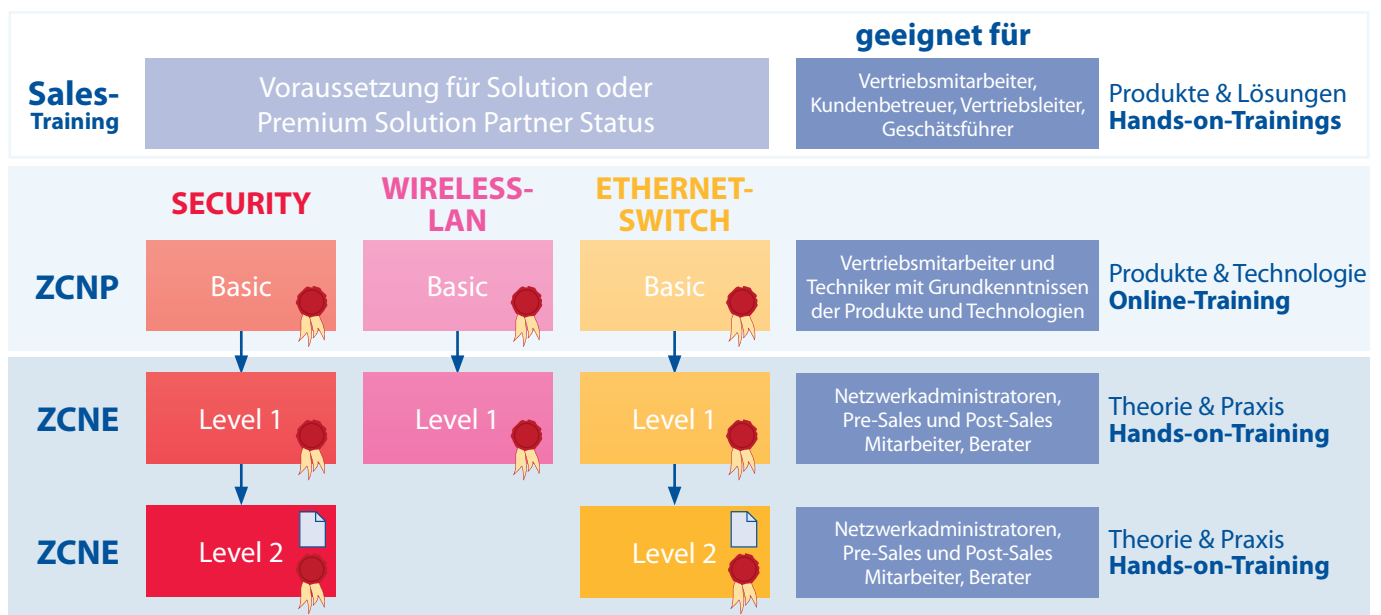 geeignet für
Sales-
Training
Voraussetzung für Solution oder
Premium Solution Partner Status
Vertriebsmitarbeiter,
Kundenbetreuer, Vertriebsleiter,
Geschätsführer
Produkte & Lösungen
Hands-on-Trainings
SECURITY
WIRELESS-
LAN
ETHERNET-
SWITCH
ZCNP
Basic
Basic
Basic
Vertriebsmitarbeiter und
Techniker mit Grundkenntnissen
der Produkte und Technologien
Produkte & Technologie
Online-Training
ZCNE
Level 1
Level 1
Level 1
Netzwerkadministratoren,
Pre-Sales und Post-Sales
Mitarbeiter, Berater
Theorie & Praxis
Hands-on-Training
ZCNE
Level 2
Level 2
Netzwerkadministratoren,
Pre-Sales und Post-Sales
Mitarbeiter, Berater
Theorie & Praxis
Hands-on-Training